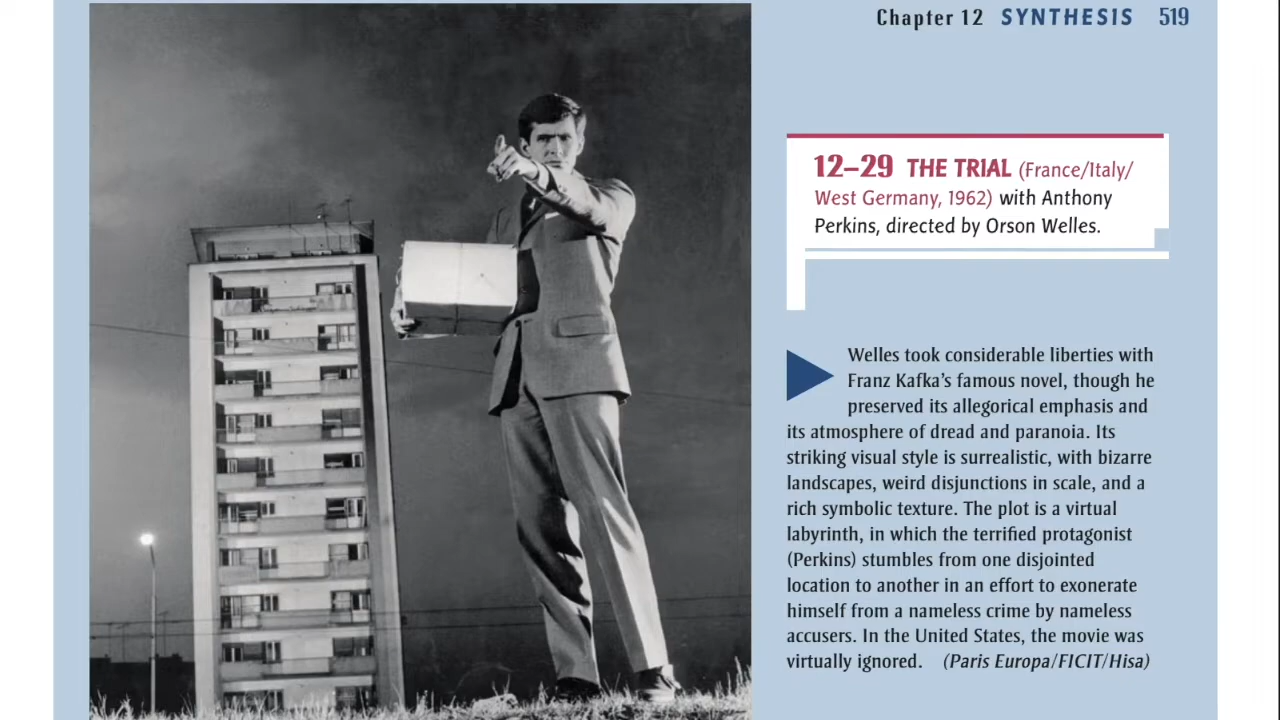 Chapter 12 SYNTHESIS 519
12–29 THE TRIAL (France/Italy/
West Germany, 1962) with Anthony
Perkins, directed by Orson Welles.
Welles took considerable liberties with
Franz Kafka’s famous novel, though he
preserved its allegorical emphasis and
its atmosphere of dread and paranoia. Its
striking visual style is surrealistic, with bizarre
landscapes, weird disjunctions in scale, and a
rich symbolic texture. The plot is a virtual
labyrinth, in which the terrified protagonist
(Perkins) stumbles from one disjointed
location to another in an effort to exonerate
himself from a nameless crime by nameless
accusers. In the United States, the movie was
virtually ignored. (Paris Europa/FICIT/Hisa)